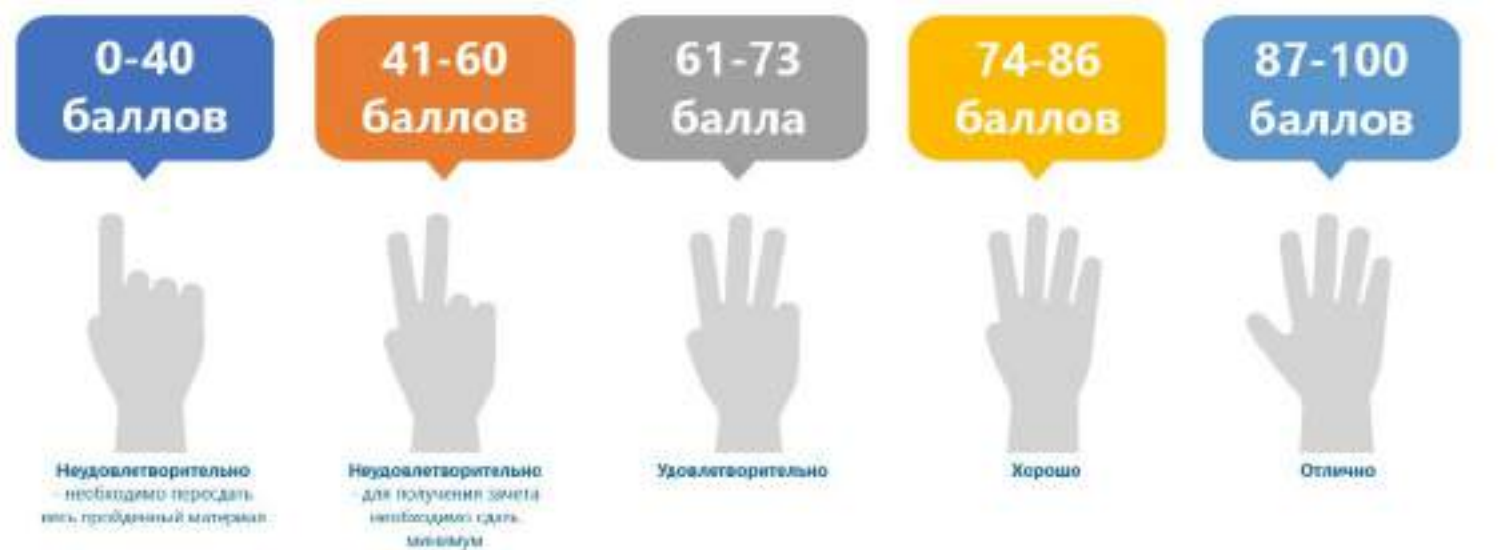 0-40
баллов
41-60
баллов
61-73
балла
74-86
баллов
87-100
баллов
Неудовлетворительно
- необходимо пересдать
весь пройденный материал
Неудовлетворительно
- для получения зачета
необходимо сдать
минимум
Удовлетворительно
Хорошо
Отлично